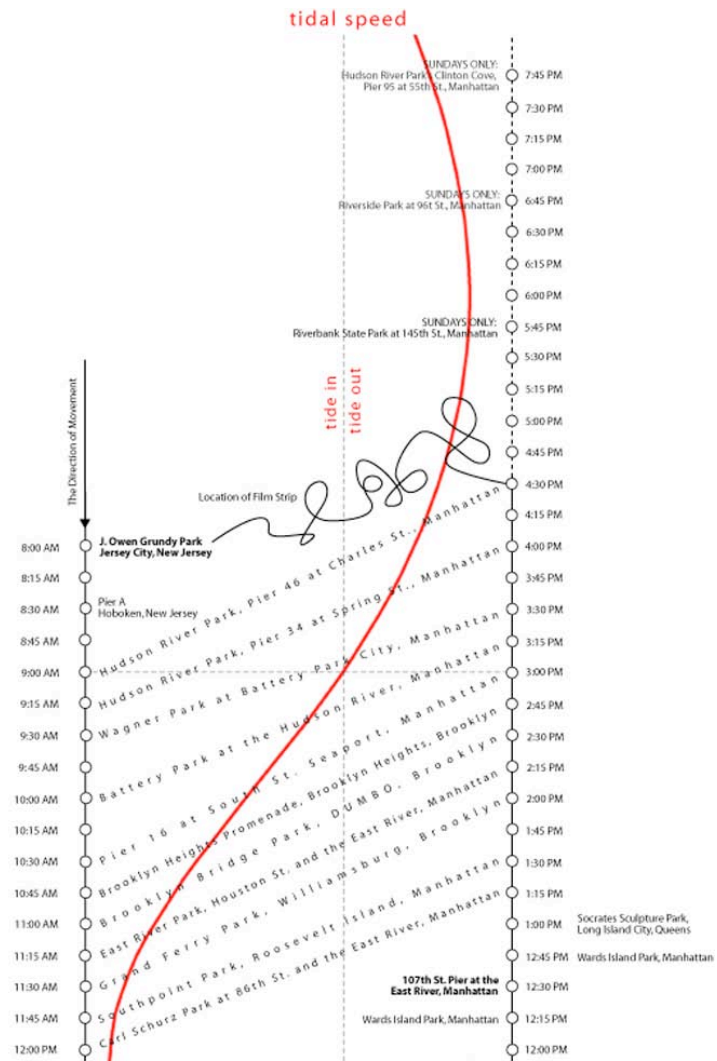 tidal speed
SUNDAYS ONLY:
Hudson River Park's Clinton Cove,
Pier 95 at 55th St., Manhattan
7:45 PM
7:30 PM
7:15 PM
7:00 PM
SUNDAYS ONLY:
Riverside Park at 96t St., Manhattan
6:45 PM
6:30 PM
6:15 PM
6:00 PM
SUNDAYS ONLY:
Riverbank State Park at 145th St., Manhattan
5:45 PM
5:30 PM
5:15 PM
tide in
tide out
The Direction of Movement
5:00 PM
4:45 PM
4:30 PM
Location of Film Strip
4:15 PM
8:00 AM
J. Owen Grundy Park
Jersey City, New Jersey
4:00 PM
8:15 AM
3:45 PM
8:30 AM
Pier A
Hoboken, New Jersey
3:30 PM
8:45 AM
3:15 PM
9:00 AM
Hudson River Park, Pier 46 at Charles St., Manhattan
3:00 PM
9:15 AM
Hudson River Park, Pier 34 at Spring St., Manhattan
2:45 PM
9:30 AM
Wagner Park at Battery Park City, Manhattan
2:30 PM
9:45 AM
2:15 PM
10:00 AM
Battery Park at the Hudson River, Manhattan
2:00 PM
10:15 AM
1:45 PM
10:30 AM
Pier 16 at South St. Seaport, Manhattan
1:30 PM
10:45 AM
Brooklyn Heights Promenade, Brooklyn Heights, Brooklyn
1:15 PM
11:00 AM
Brooklyn Bridge Park, DUMBO, Brooklyn
1:00 PM
Socrates Sculpture Park,
Long Island City, Queens
11:15 AM
East River Park, Houston St. and the East River, Manhattan
12:45 PM
Wards Island Park, Manhattan
11:30 AM
Grand Ferry Park, Williamsburg, Brooklyn
107th St. Pier at the
East River, Manhattan
12:30 PM
11:45 AM
Southpoint Park, Roosevelt Island, Manhattan
Wards Island Park, Manhattan
12:15 PM
12:00 PM
Carl Schurz Park at 86th St. and the East River, Manhattan
12:00 PM